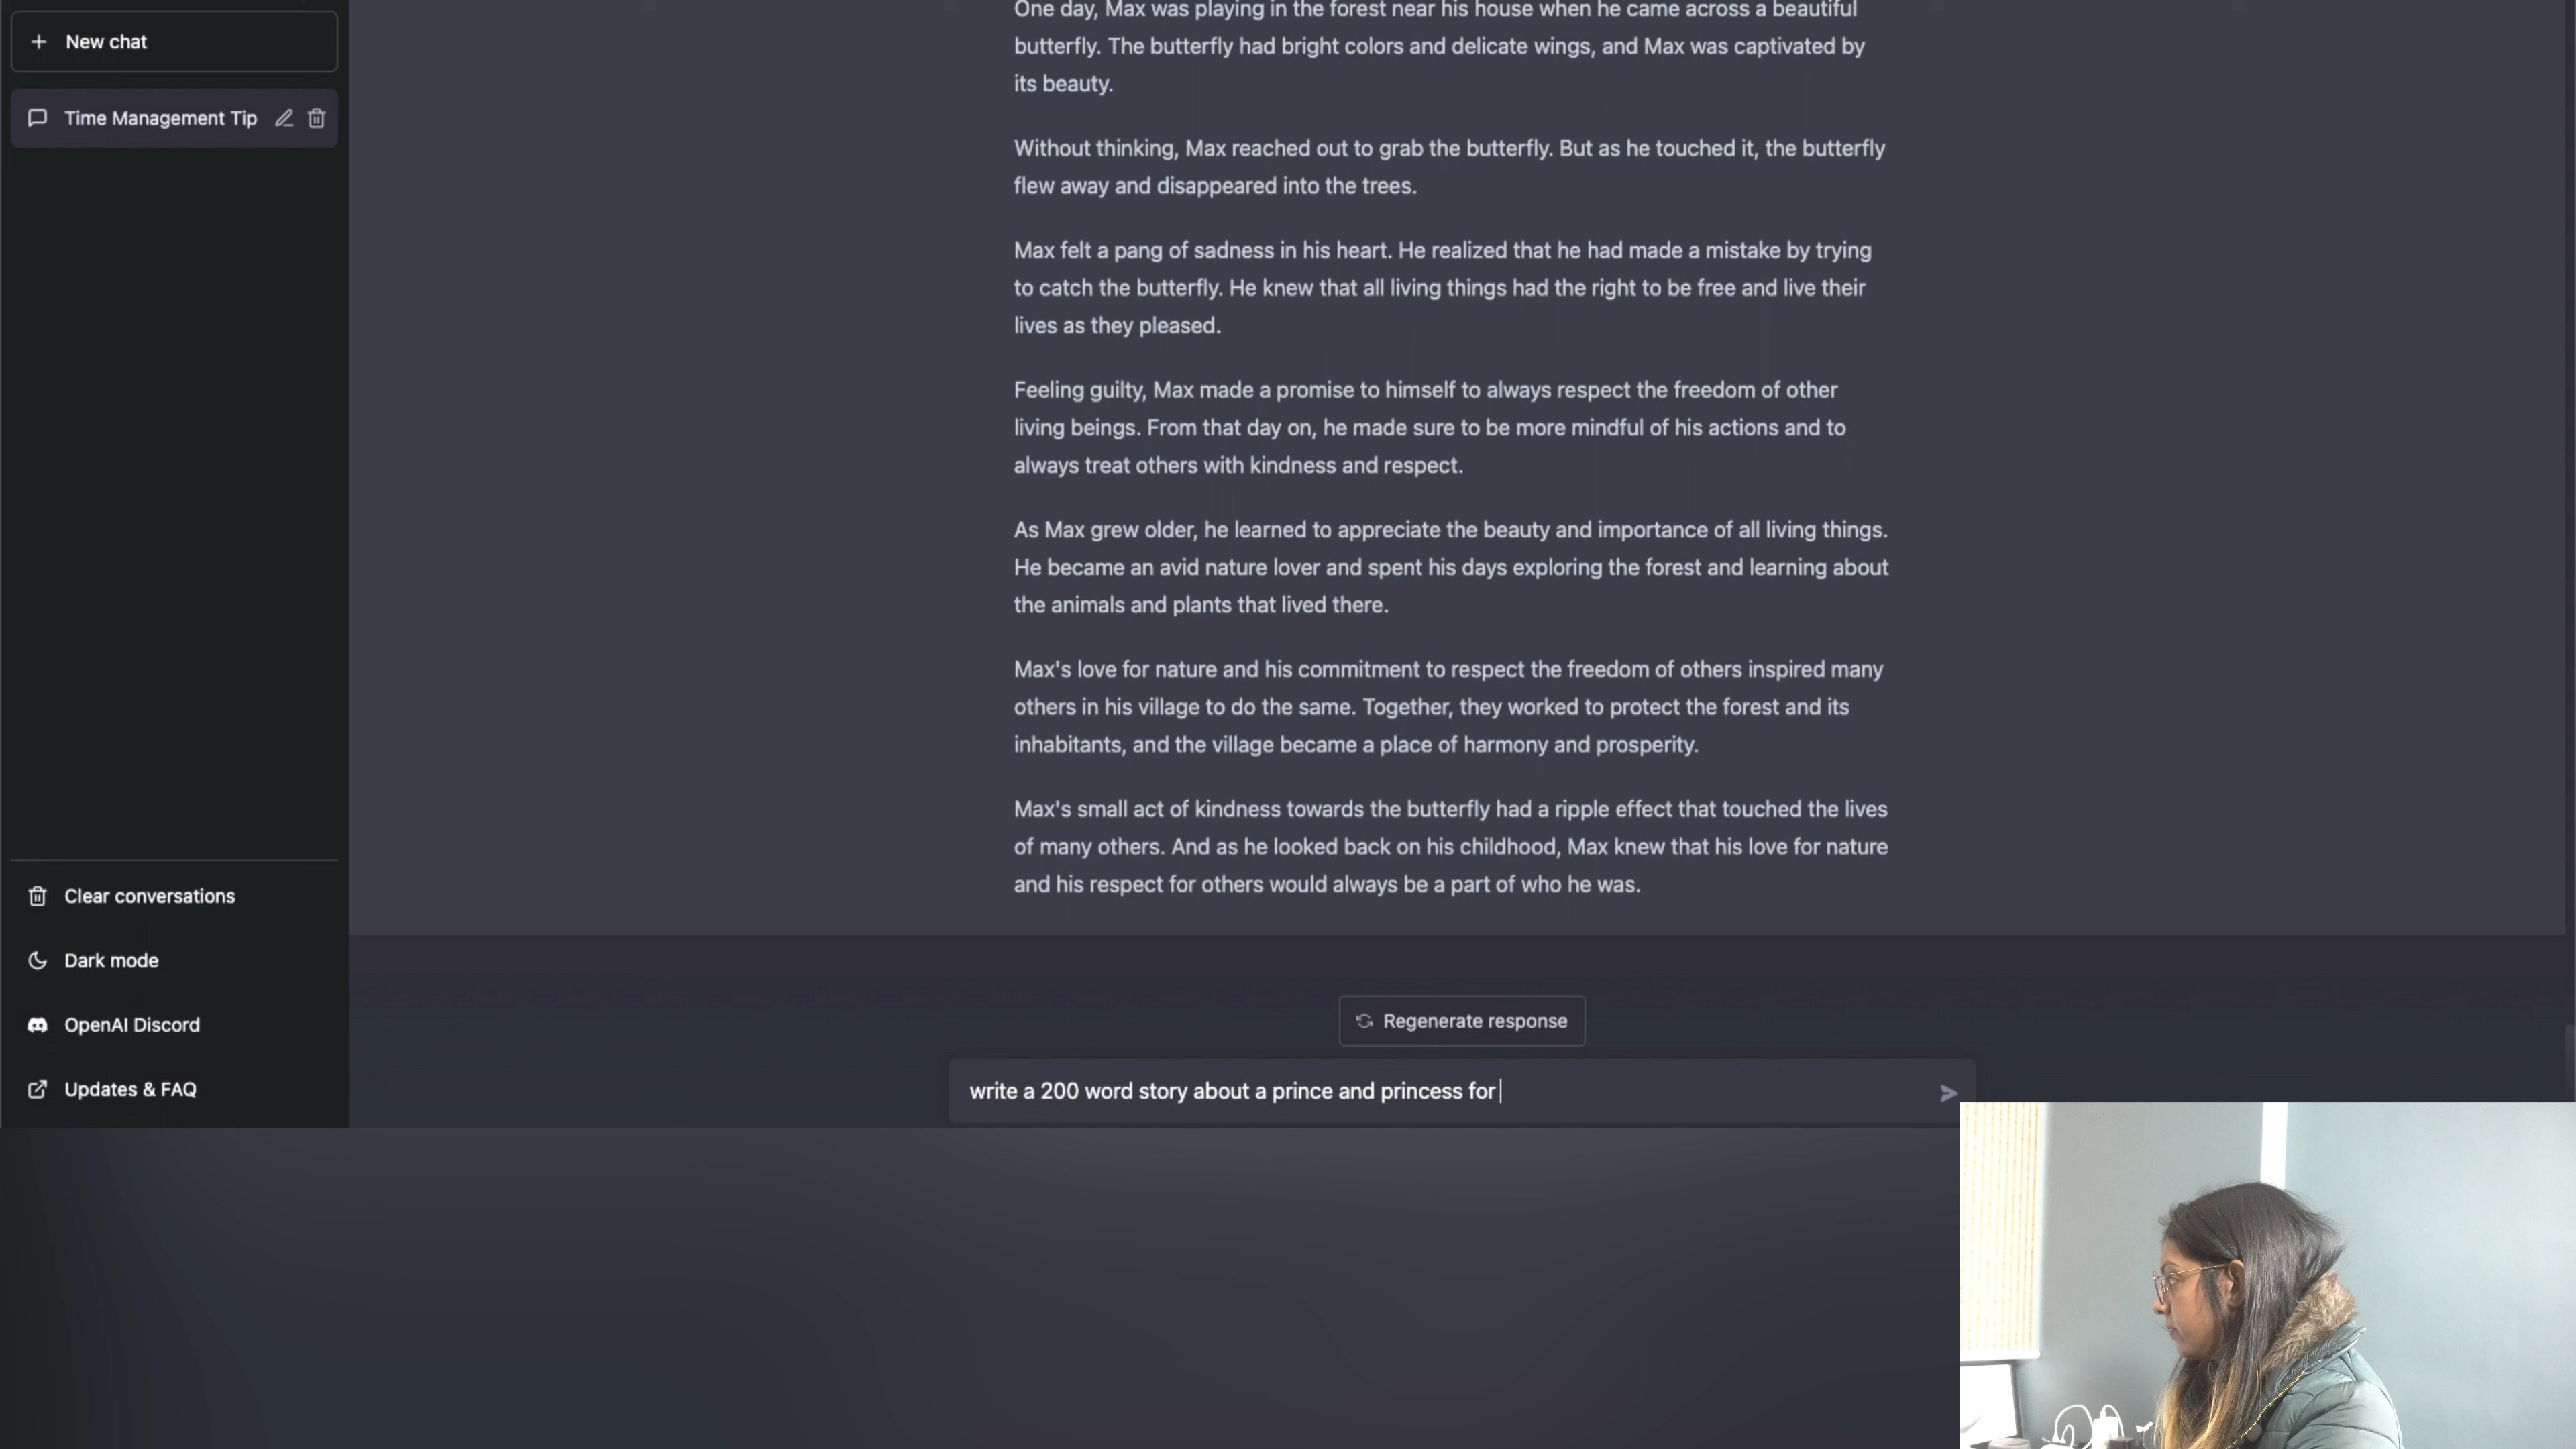 New chat
Time Management Tip
Clear conversations
Dark mode
OpenAI Discord
Updates & FAQ
One day, Max was playing in the forest near his house when he came across a beautiful
butterfly. The butterfly had bright colors and delicate wings, and Max was captivated by
its beauty.
Without thinking, Max reached out to grab the butterfly. But as he touched it, the butterfly
flew away and disappeared into the trees.
Max felt a pang of sadness in his heart. He realized that he had made a mistake by trying
to catch the butterfly. He knew that all living things had the right to be free and live their
lives as they pleased.
Feeling guilty, Max made a promise to himself to always respect the freedom of other
living beings. From that day on, he made sure to be more mindful of his actions and to
always treat others with kindness and respect.
As Max grew older, he learned to appreciate the beauty and importance of all living things.
He became an avid nature lover and spent his days exploring the forest and learning about
the animals and plants that lived there.
Max's love for nature and his commitment to respect the freedom of others inspired many
others in his village to do the same. Together, they worked to protect the forest and its
inhabitants, and the village became a place of harmony and prosperity.
Max's small act of kindness towards the butterfly had a ripple effect that touched the lives
of many others. And as he looked back on his childhood, Max knew that his love for nature
and his respect for others would always be a part of who he was.
Regenerate response
write a 200 word story about a prince and princess for